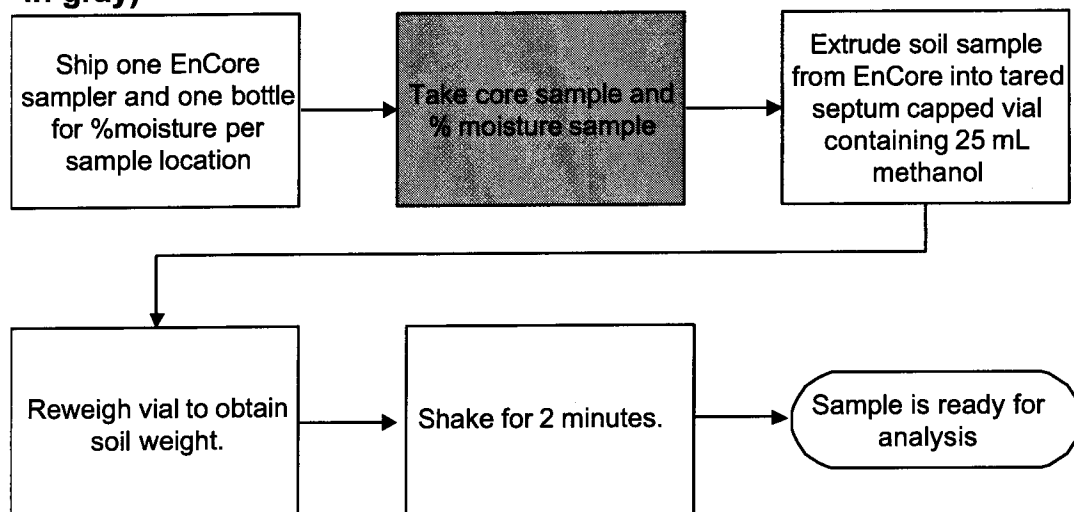 in gray)
Ship one EnCore
sampler and one bottle
for %moisture per
sample location
Take core sample and
% moisture sample
Extrude soil sample
from EnCore into tared
septum capped vial
containing 25 mL
methanol
Reweigh vial to obtain
soil weight.
Shake for 2 minutes.
Sample is ready for
analysis